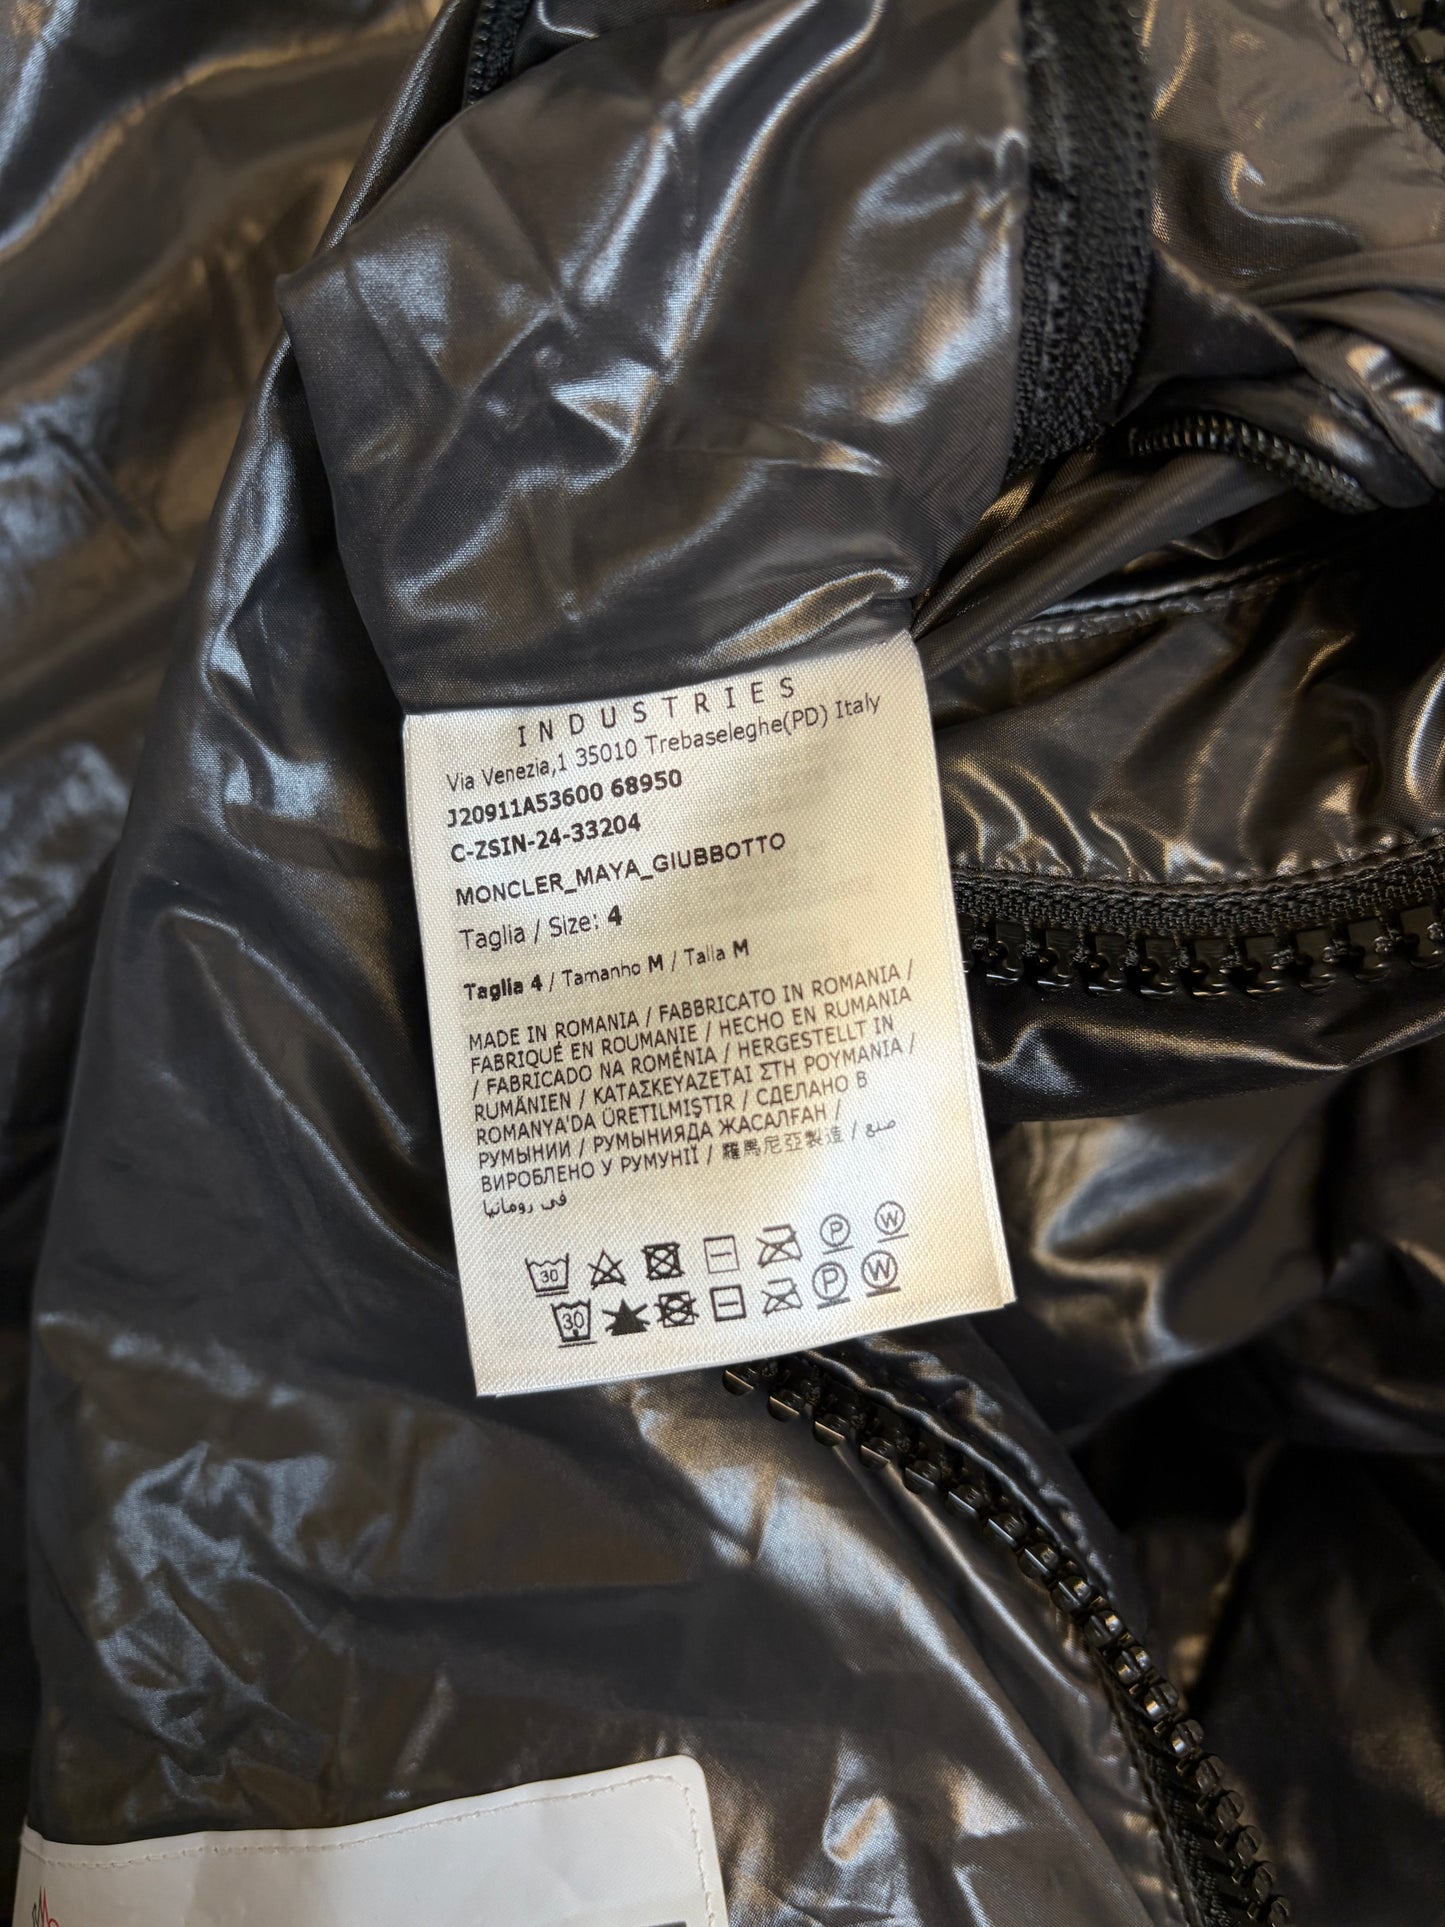 INDUSTRIES
Via Venezia,1 35010 Trebaseleghe(PD) Italy
J20911A53600 68950
C-ZSIN-24-33204
MONCLER_MAYA_GIUBBOTTO
Taglia / Size: 4
Taglia 4 / Tamanho M / Talla M
MADE IN ROMANIA / FABBRICATO IN ROMANIA /
FABRIQUÉ EN ROUMANIE / HECHO EN RUMANIA
/ FABRICADO NA ROMÉNIA / HERGESTELLT IN
RUMÄNIEN / ΚΑΤΑΣΚΕΥΑΖΕΤΑΙ ΣΤΗ ΡΟΥΜΑΝΙΑ /
ROMANYA'DA ÜRETILMIŞTIR / СДЕЛАНО В
РУМЫНИИ / РУМЫНИЯДА ЖАСАЛҒАН /
ВИРОБЛЕНО У РУМУНІЇ / 羅馬尼亞製造 / صنع
في رومانيا
30 P W
30 P W